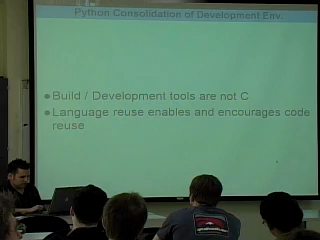 Python Consolidation of Development Env.
● Build / Development tools are not C
● Language reuse enables and encourages code
reuse